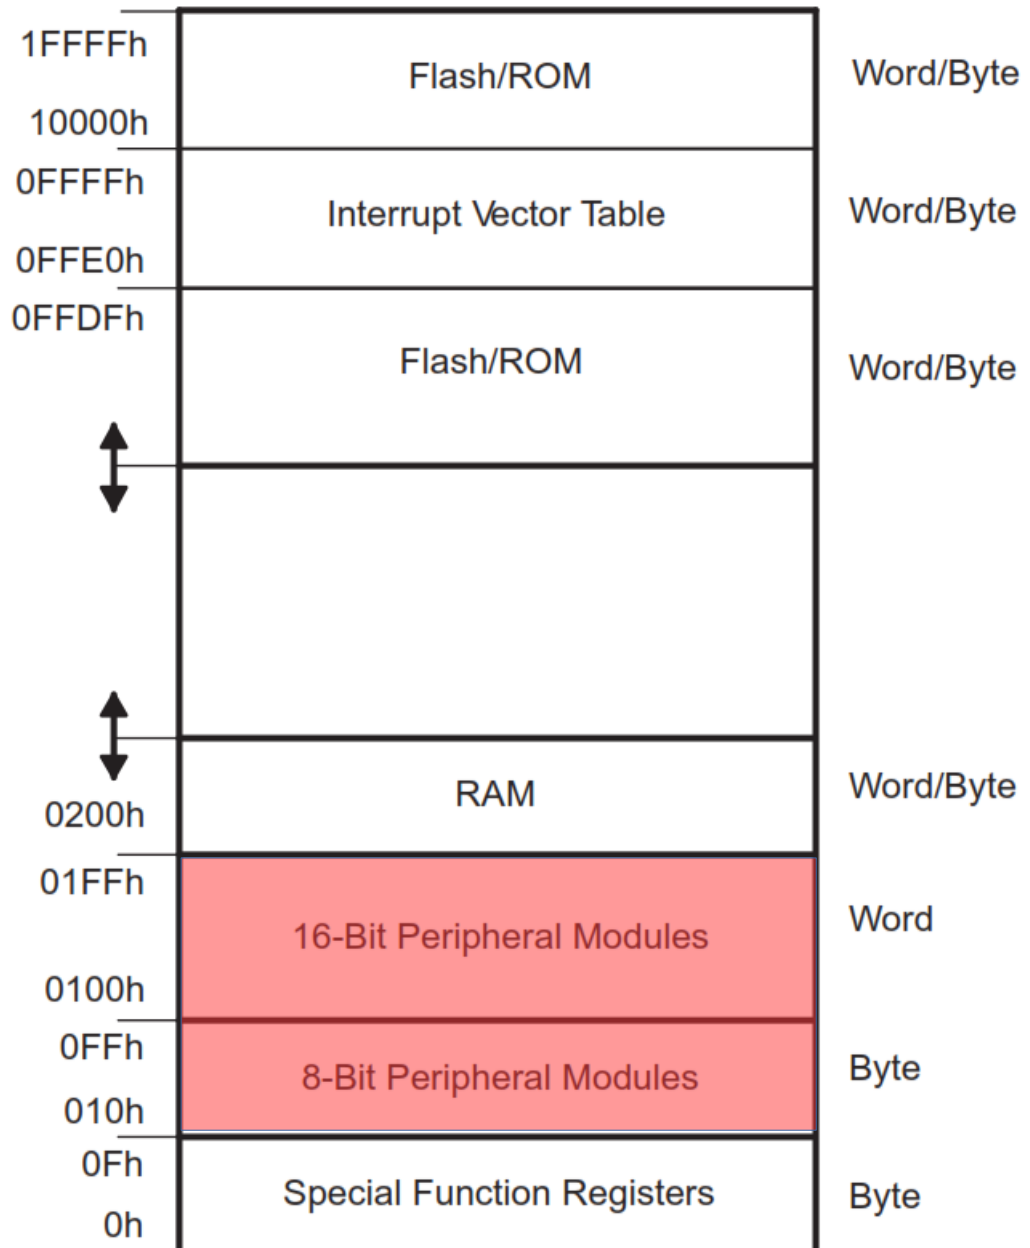 1FFFFh
Flash/ROM
Word/Byte
10000h
0FFFFh
Interrupt Vector Table
Word/Byte
0FFE0h
0FFDFh
Flash/ROM
Word/Byte
RAM
Word/Byte
0200h
01FFh
16-Bit Peripheral Modules
Word
0100h
0FFh
8-Bit Peripheral Modules
Byte
010h
0Fh
Special Function Registers
Byte
0h